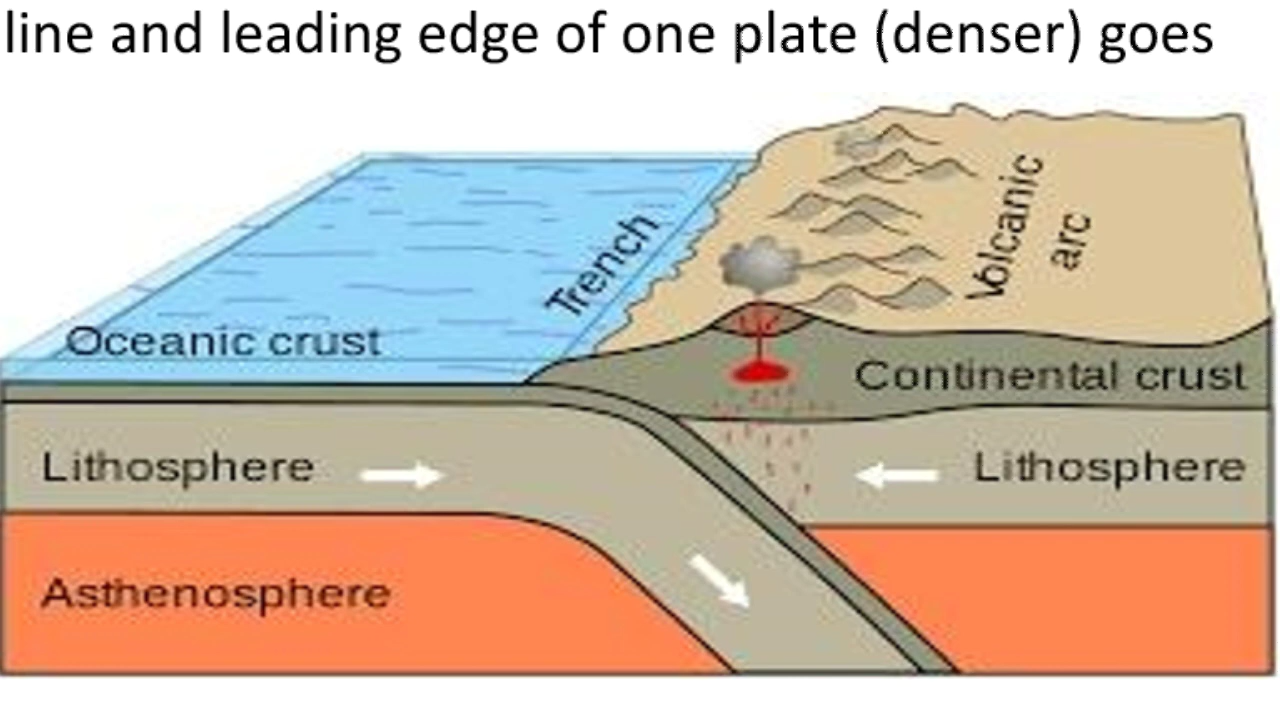 line and leading edge of one plate (denser) goes
Volcanic
arc
Trench
Oceanic crust
Continental crust
Lithosphere
Lithosphere
Asthenosphere